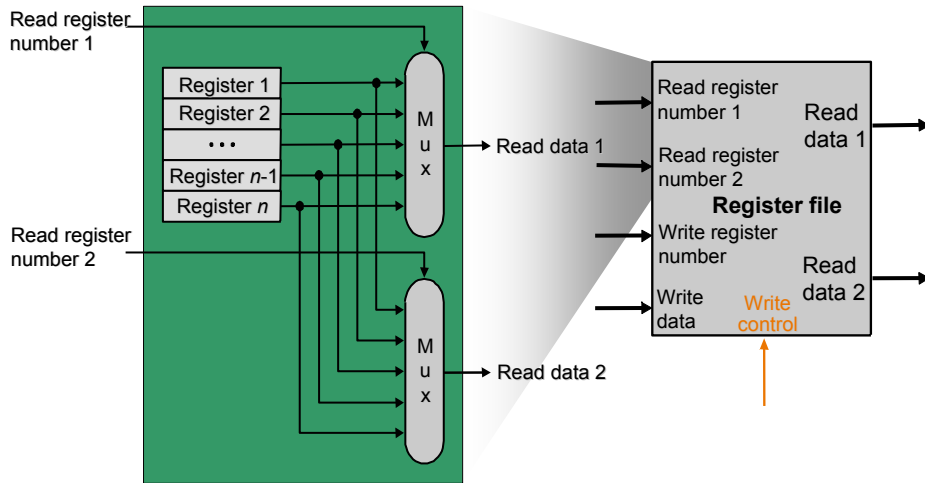 Read register
number 1
Register 1
Register 2
...
Register n-1
Register n
M
u
x
Read data 1
Read register
number 2
M
u
x
Read data 2
Read register
number 1
Read
data 1
Read register
number 2
Register file
Write register
number
Read
data 2
Write
data
Write
control